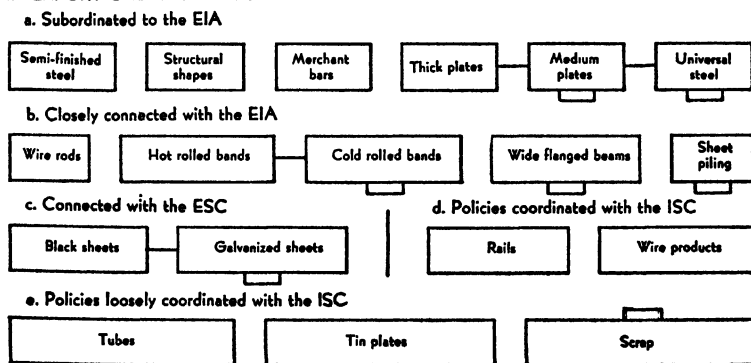 a. Subordinated to the EIA
Semi-finished steel
Structural shapes
Merchant bars
Thick plates
Medium plates
Universal steel
b. Closely connected with the EIA
Wire rods
Hot rolled bands
Cold rolled bands
Wide flanged beams
Sheet piling
c. Connected with the ESC
d. Policies coordinated with the ISC
Black sheets
Galvanized sheets
Rails
Wire products
e. Policies loosely coordinated with the ISC
Tubes
Tin plates
Scrap